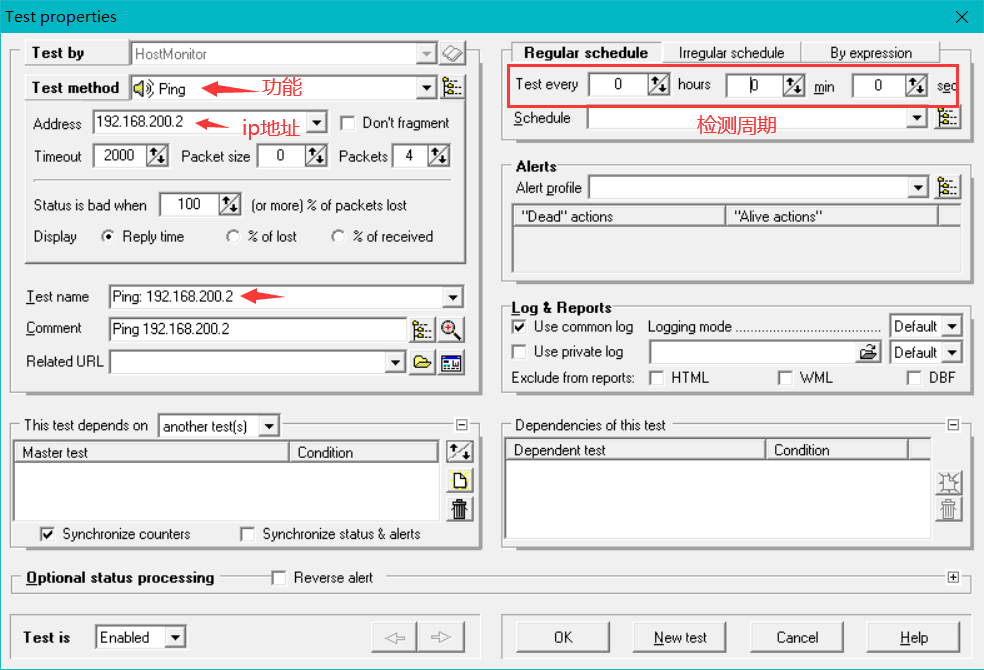 Test properties
Test by HostMonitor
Test method Ping 功能
Address 192.168.200.2 ip地址 Don't fragment
Timeout 2000 Packet size 0 Packets 4
Status is bad when 100 (or more) % of packets lost
Display Reply time % of lost % of received
Test name Ping: 192.168.200.2
Comment Ping 192.168.200.2
Related URL
This test depends on another test(s)
Master test Condition
Synchronize counters Synchronize status & alerts
Regular schedule Irregular schedule By expression
Test every 0 hours 0 min 0 sec
Schedule 检测周期
Alerts
Alert profile
"Dead" actions "Alive actions"
Log & Reports
Use common log Logging mode ................................... Default
Use private log Default
Exclude from reports: HTML WML DBF
Dependencies of this test
Dependent test Condition
Optional status processing Reverse alert
Test is Enabled
OK New test Cancel Help